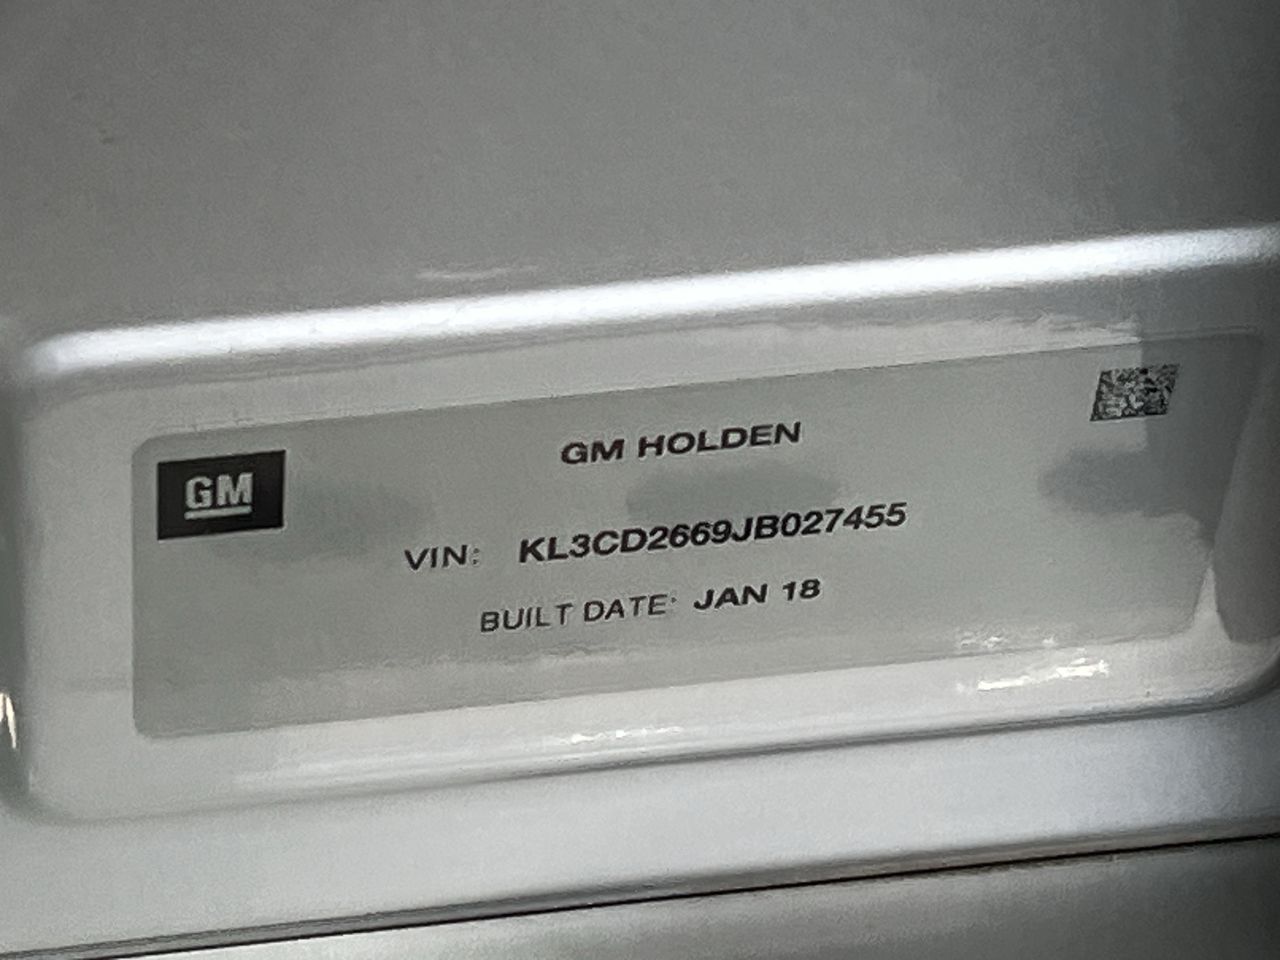 GM
GM HOLDEN
VIN: KL3CD2669JB027455
BUILT DATE: JAN 18